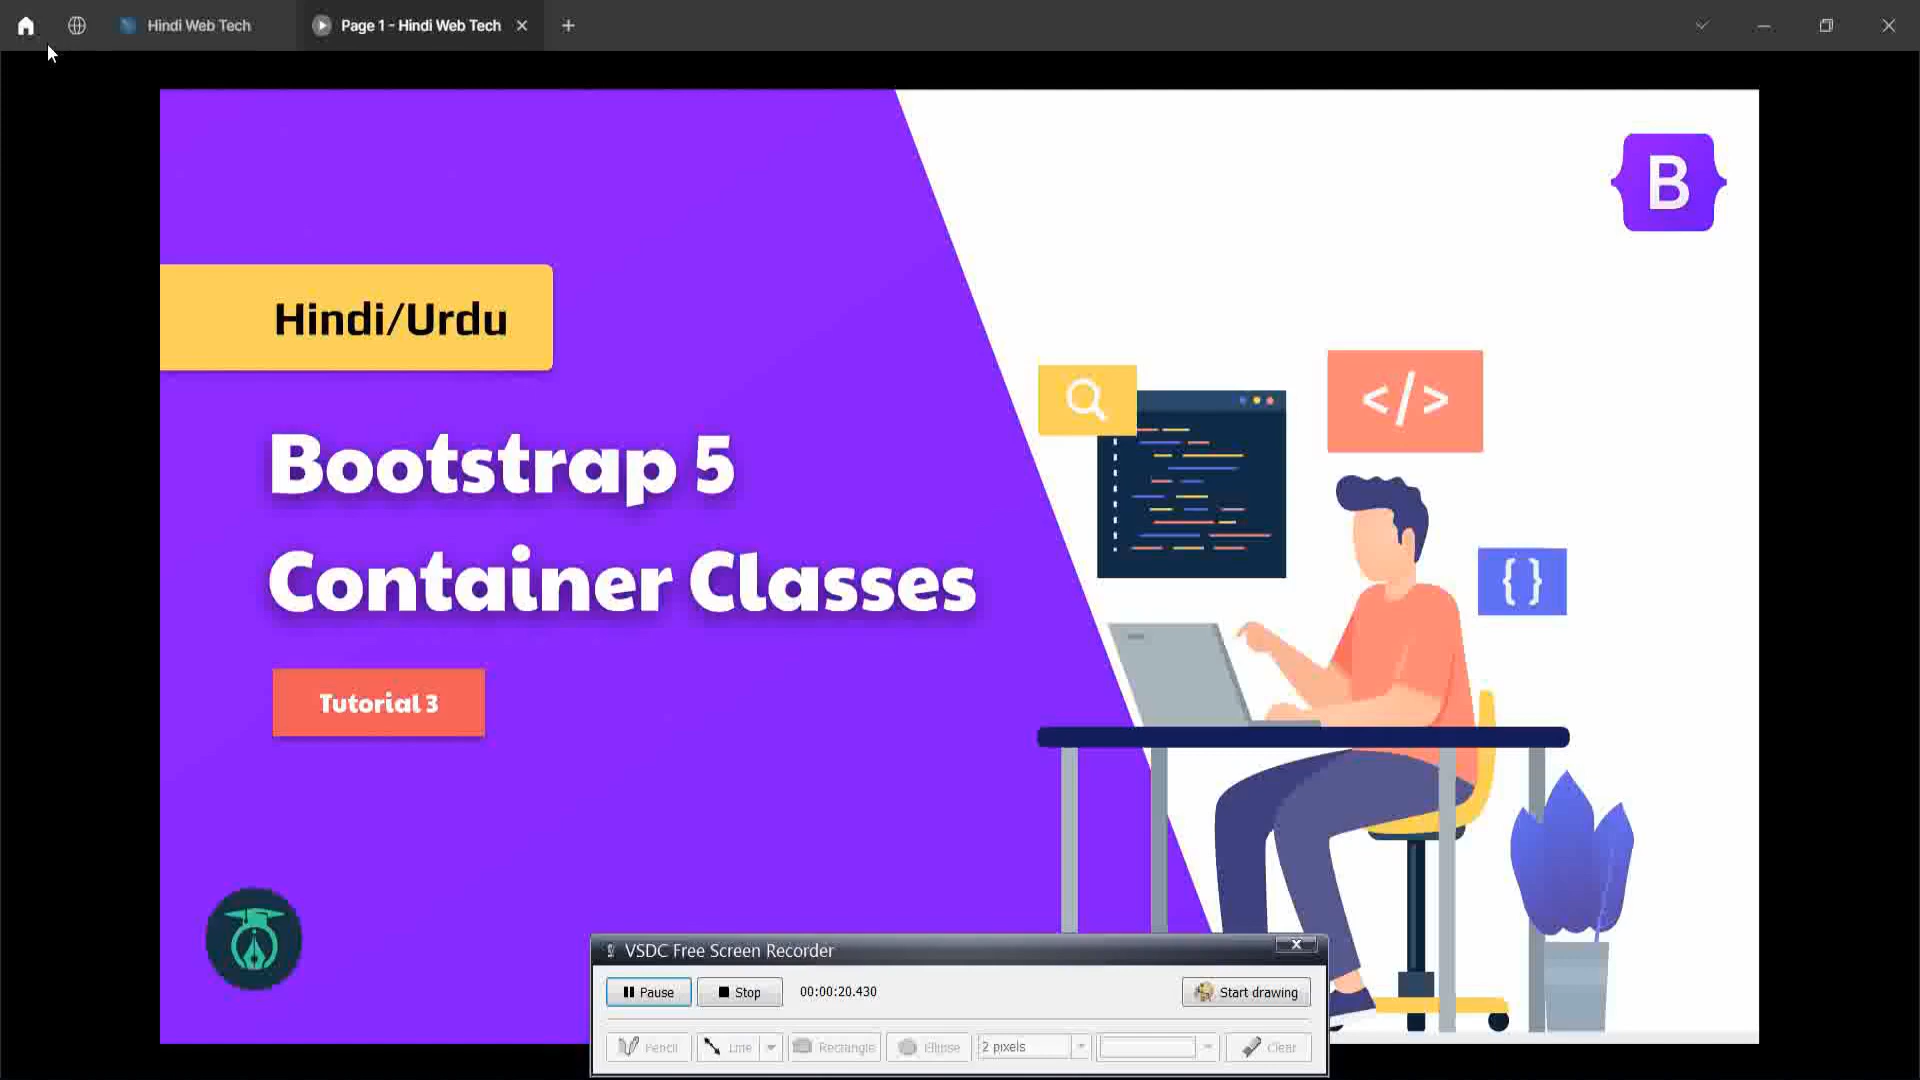 Hindi Web Tech
Page 1 - Hindi Web Tech
B
Hindi/Urdu
</>
Bootstrap 5
{}
Container Classes
Tutorial 3
VSDC Free Screen Recorder
Pause
Stop
00:00:20.430
Start drawing
Pencil
Line
Rectangle
Ellipse
2 pixels
Clear